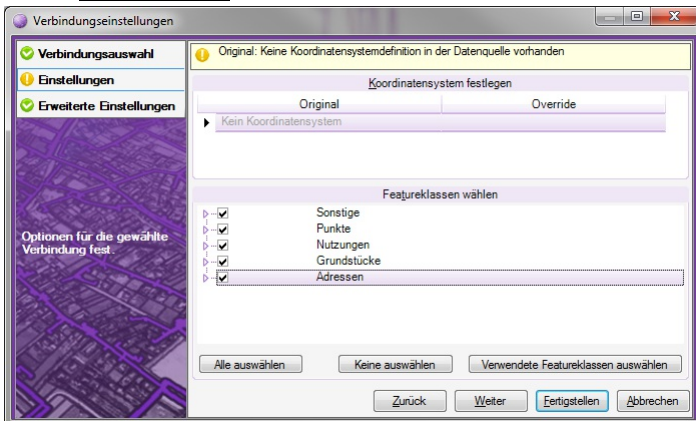 Verbindungseinstellungen
Verbindungsauswahl
Einstellungen
Erweiterte Einstellungen
Optionen für die gewählte
Verbindung fest.
Original: Keine Koordinatensystemdefinition in der Datenquelle vorhanden
Koordinatensystem festlegen
Original Override
Kein Koordinatensystem
Featureklassen wählen
Sonstige
Punkte
Nutzungen
Grundstücke
Adressen
Alle auswählen Keine auswählen Verwendete Featureklassen auswählen
Zurück Weiter Fertigstellen Abbrechen